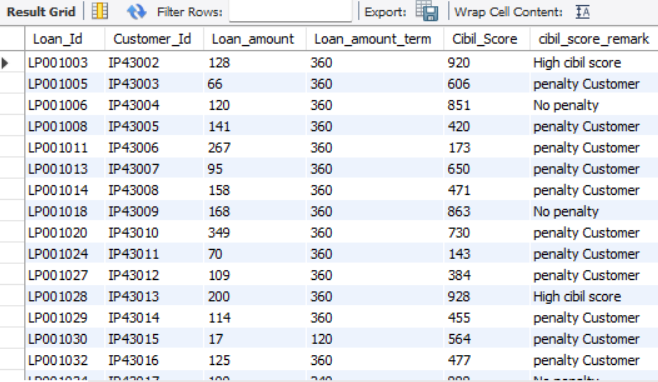 Result Grid Filter Rows: Export: Wrap Cell Content: IA
Loan_Id Customer_Id Loan_amount Loan_amount_term Cibil_Score cibil_score_remark
LP001003 IP43002 128 360 920 High cibil score
LP001005 IP43003 66 360 606 penalty Customer
LP001006 IP43004 120 360 851 No penalty
LP001008 IP43005 141 360 420 penalty Customer
LP001011 IP43006 267 360 173 penalty Customer
LP001013 IP43007 95 360 650 penalty Customer
LP001014 IP43008 158 360 471 penalty Customer
LP001018 IP43009 168 360 863 No penalty
LP001020 IP43010 349 360 730 penalty Customer
LP001024 IP43011 70 360 143 penalty Customer
LP001027 IP43012 109 360 384 penalty Customer
LP001028 IP43013 200 360 928 High cibil score
LP001029 IP43014 114 360 455 penalty Customer
LP001030 IP43015 17 120 564 penalty Customer
LP001032 IP43016 125 360 477 penalty Customer